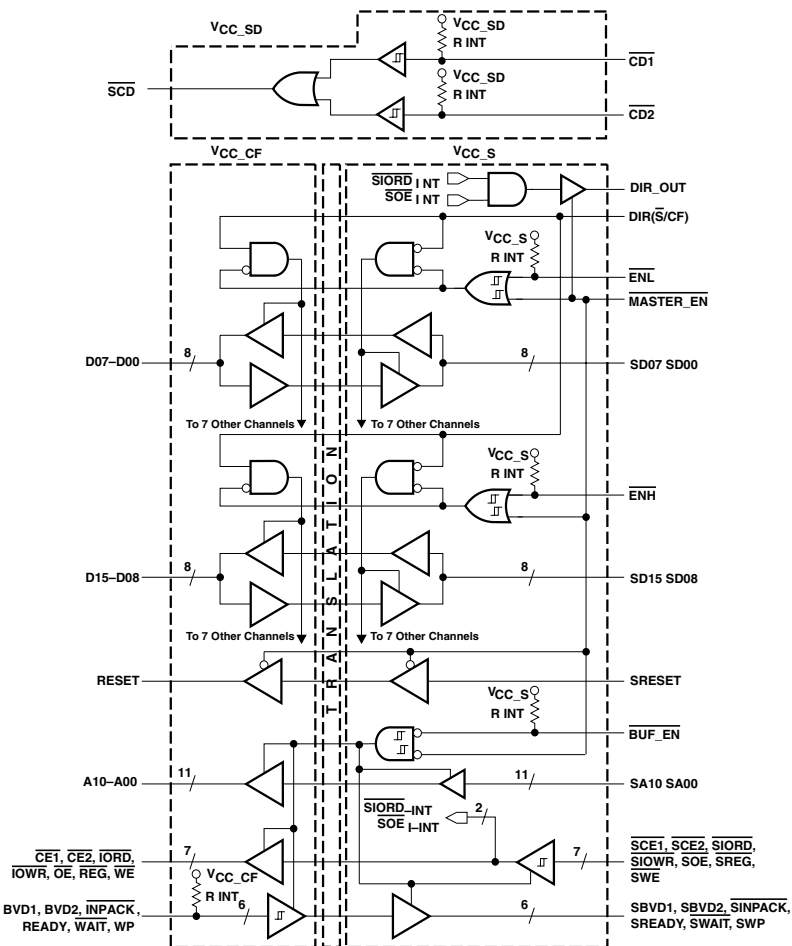 VCC_SD
VCC_SD
R INT
CD1
SCD
VCC_SD
R INT
CD2
VCC_CF
VCC_S
SIORD I NT
SOE I NT
DIR_OUT
DIR(S/CF)
VCC_S
R INT
ENL
MASTER_EN
D07–D00
8
8
SD07 SD00
To 7 Other Channels
To 7 Other Channels
TRANSLATION
VCC_S
R INT
ENH
D15–D08
8
8
SD15 SD08
To 7 Other Channels
To 7 Other Channels
RESET
SRESET
VCC_S
R INT
BUF_EN
A10–A00
11
11
SA10 SA00
SIORD–INT
SOE I–INT
2
CE1, CE2, IORD,
IOWR, OE, REG, WE
7
7
SCE1, SCE2, SIORD,
SIOWR, SOE, SREG,
SWE
VCC_CF
R INT
BVD1, BVD2, INPACK,
READY, WAIT, WP
6
6
SBVD1, SBVD2, SINPACK,
SREADY, SWAIT, SWP